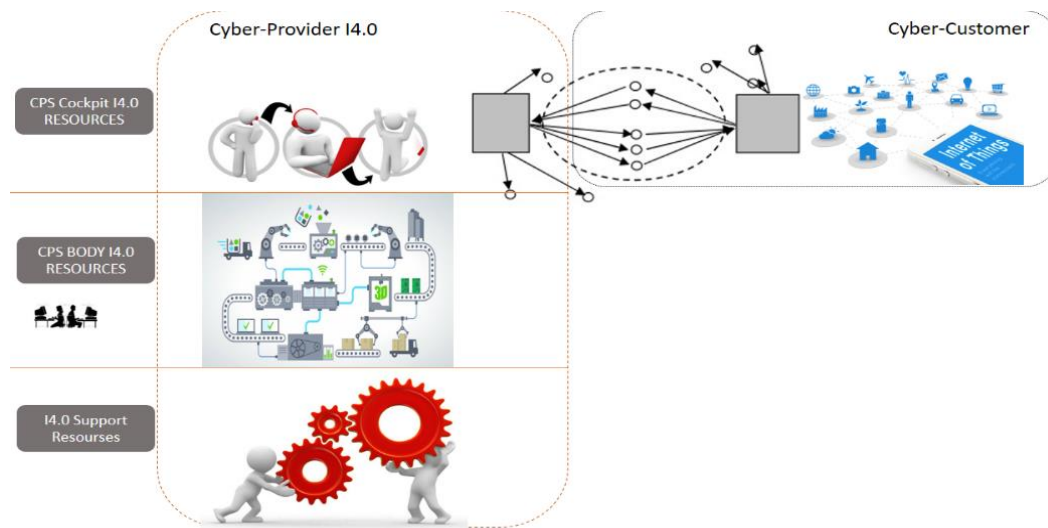 Cyber-Provider I4.0
Cyber-Customer
CPS Cockpit I4.0
RESOURCES
Internet
of Things
CPS BODY I4.0
RESOURCES
3D
I4.0 Support
Resourses